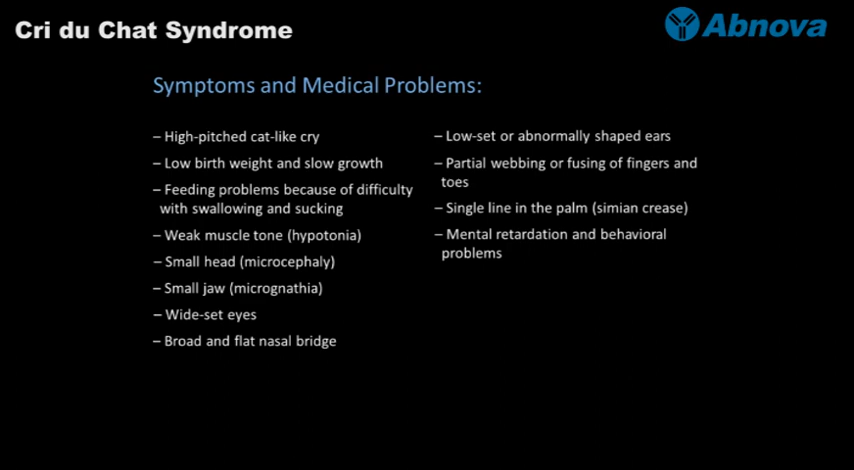 Cri du Chat Syndrome
Abnova
Symptoms and Medical Problems:
– High-pitched cat-like cry
– Low birth weight and slow growth
– Feeding problems because of difficulty
with swallowing and sucking
– Weak muscle tone (hypotonia)
– Small head (microcephaly)
– Small jaw (micrognathia)
– Wide-set eyes
– Broad and flat nasal bridge
– Low-set or abnormally shaped ears
– Partial webbing or fusing of fingers and
toes
– Single line in the palm (simian crease)
– Mental retardation and behavioral
problems